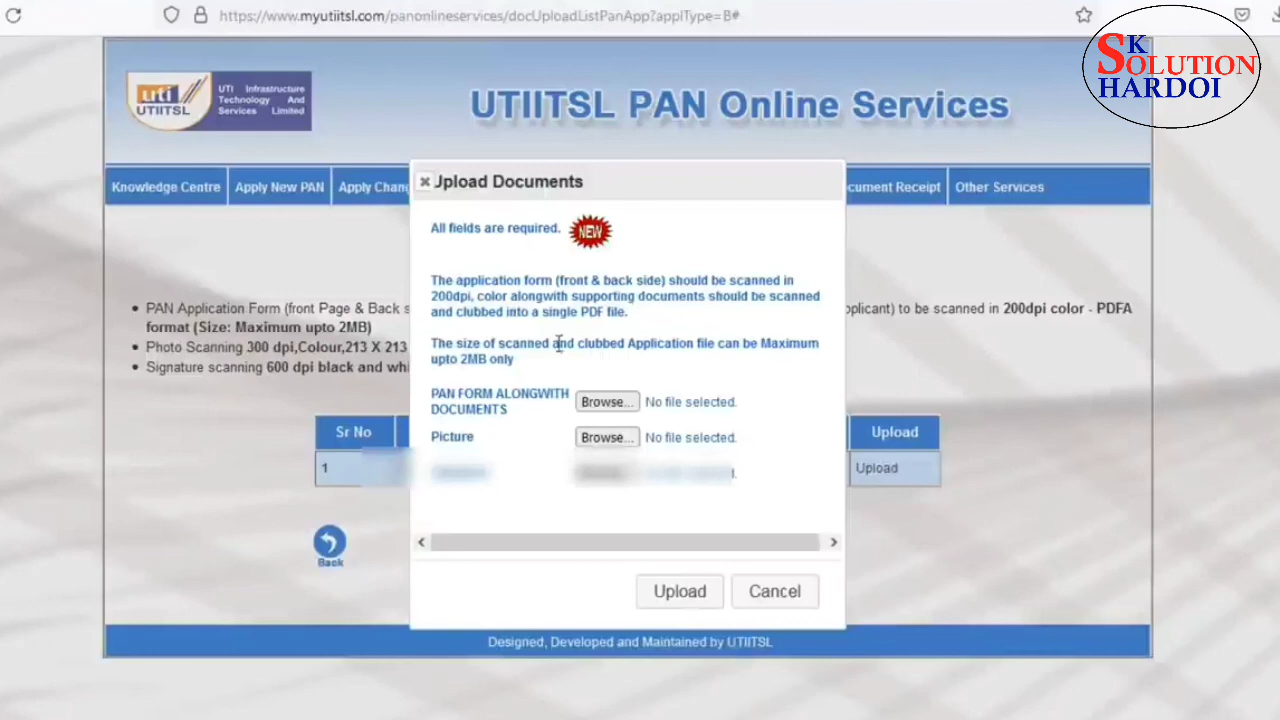 https://www.myutiitsl.com/panonlineservices/docUploadListPanApp?applType=B#
SK
SOLUTION
HARDOI
uti
UTIITSL
UTI Infrastructure
Technology And
Services Limited
UTIITSL PAN Online Services
Knowledge Centre
Apply New PAN
Apply Chan
cument Receipt
Other Services
Upload Documents
All fields are required.
NEW
The application form (front & back side) should be scanned in
200dpi, color alongwith supporting documents should be scanned
and clubbed into a single PDF file.
The size of scanned and clubbed Application file can be Maximum
upto 2MB only
PAN FORM ALONGWITH
DOCUMENTS
Browse...
No file selected.
Picture
Browse...
No file selected.
Upload
Cancel
PAN Application Form (front Page & Back s
pplicant) to be scanned in 200dpi color - PDFA
format (Size: Maximum upto 2MB)
Photo Scanning 300 dpi,Colour,213 X 213
Signature scanning 600 dpi black and whi
Sr No
Upload
1
Upload
Back
Designed, Developed and Maintained by UTIITSL